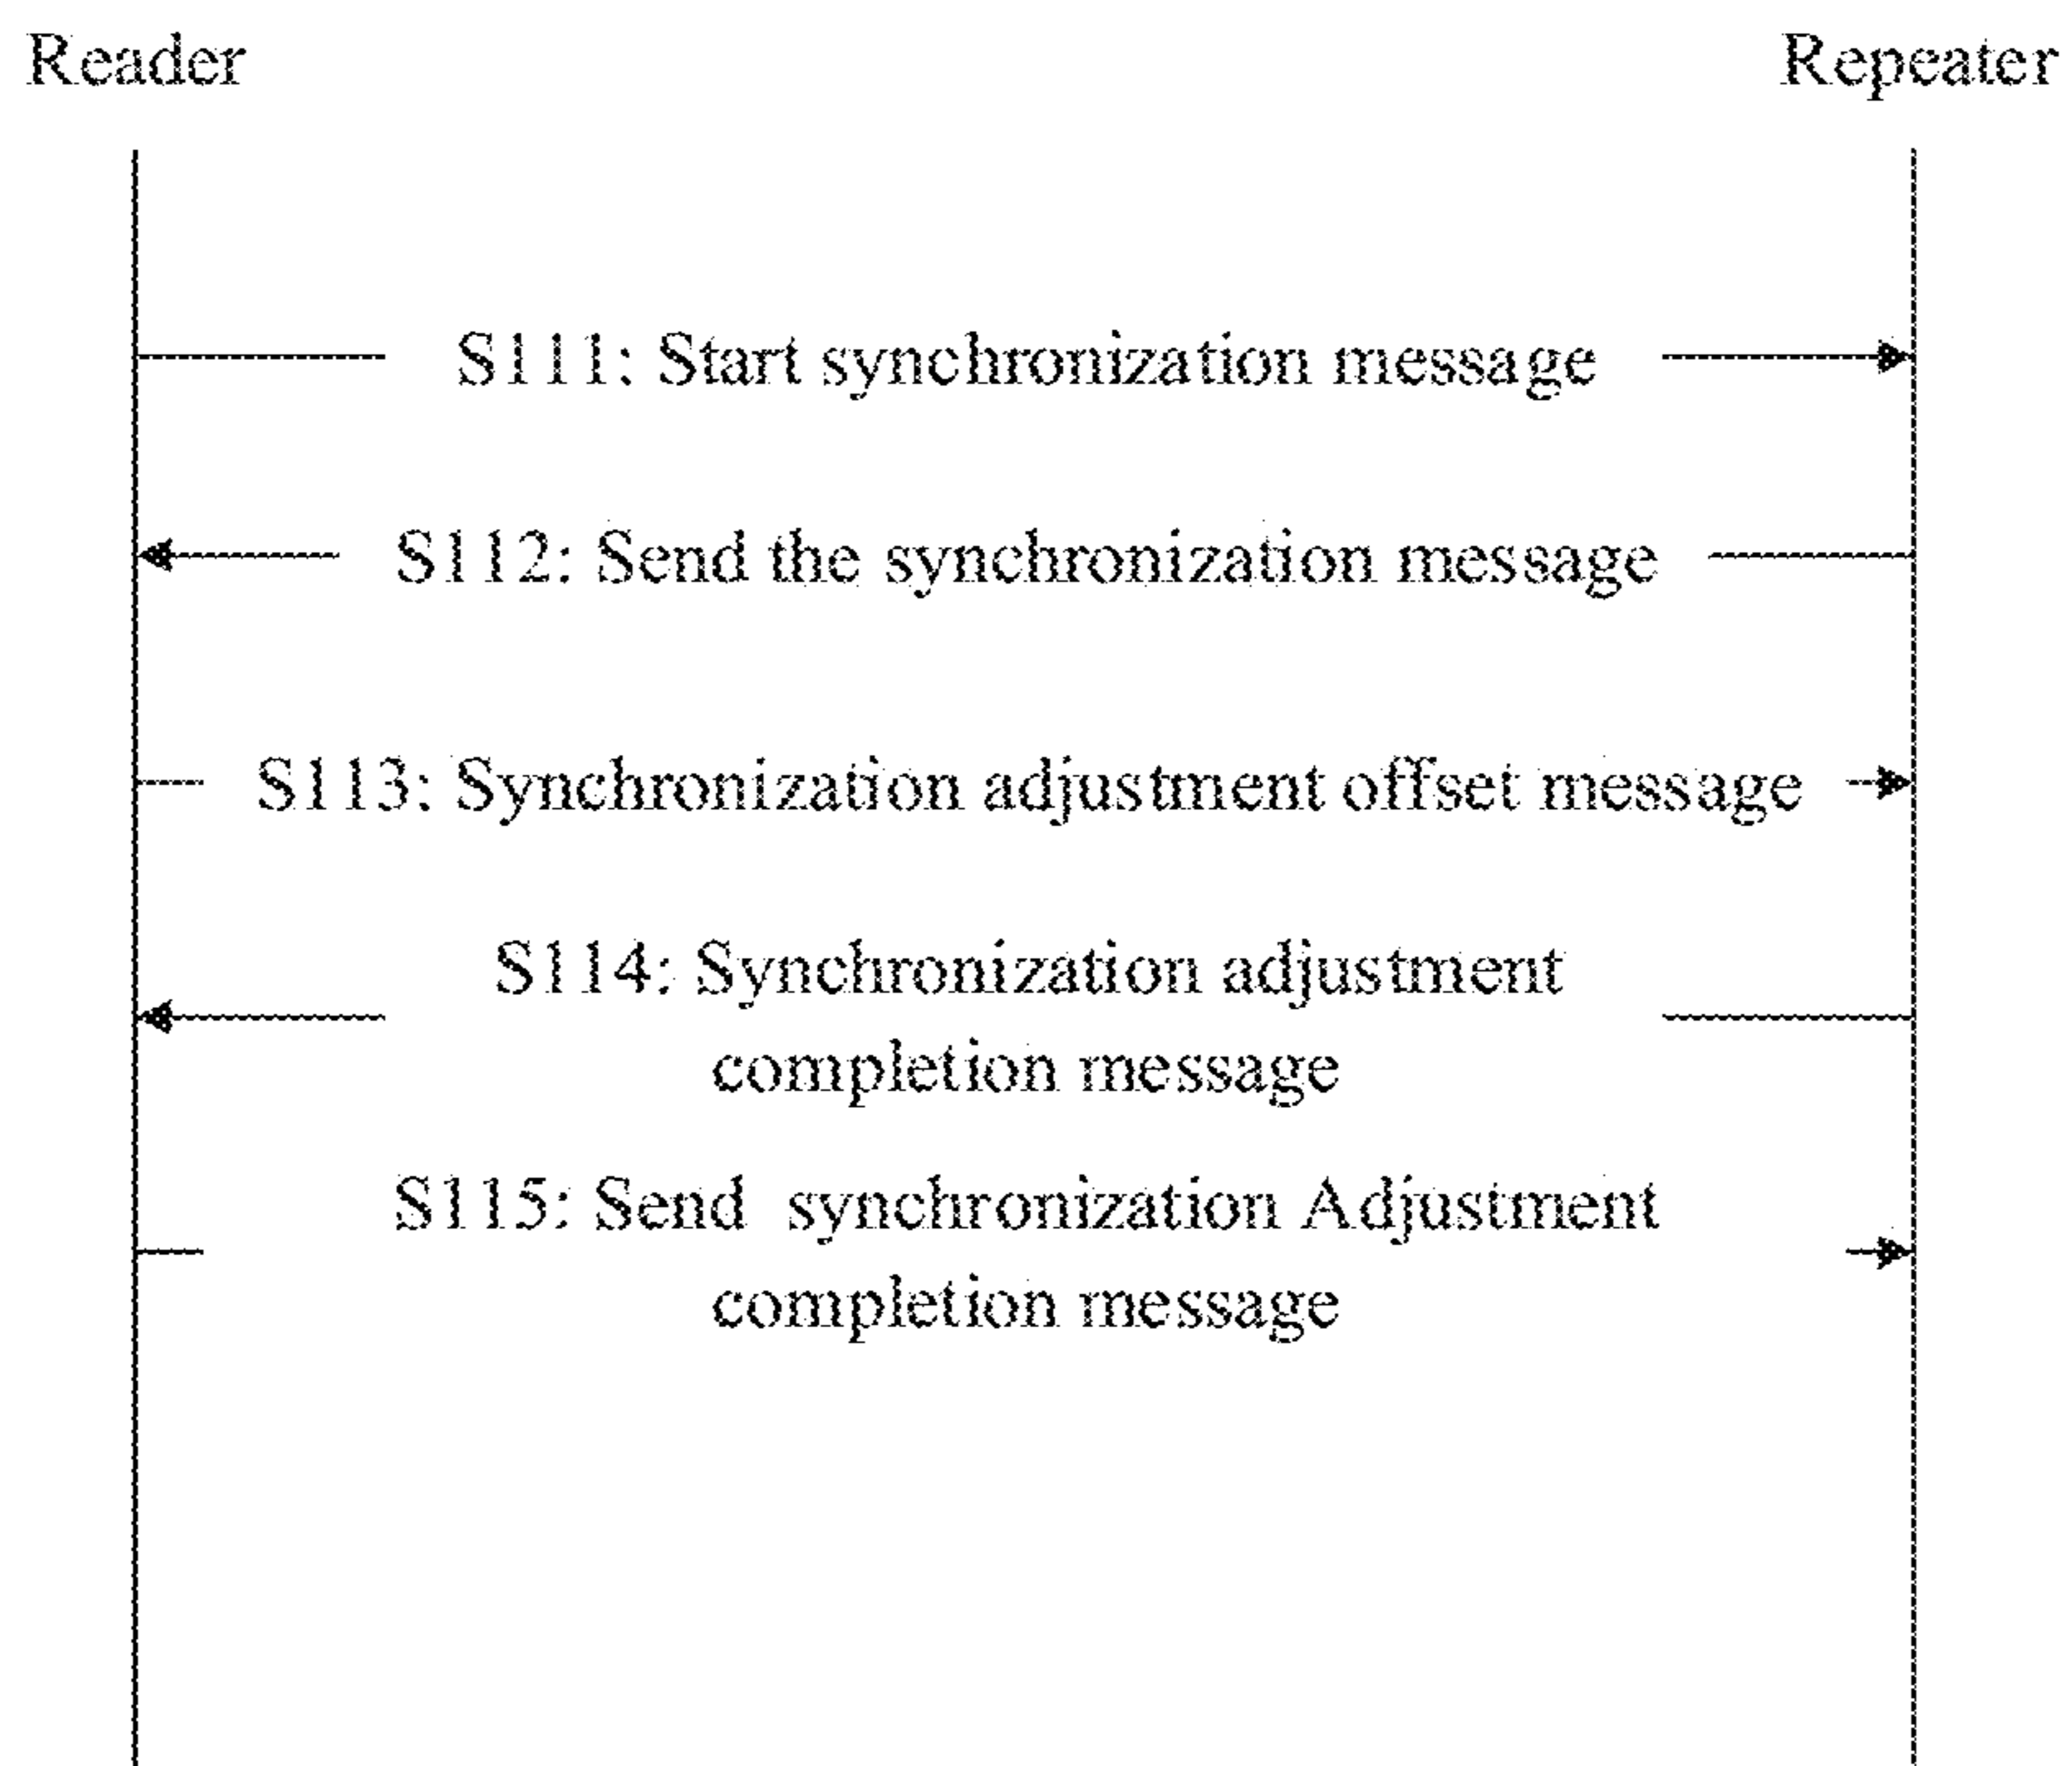 Reader
Repeater
S111: Start synchronization message
S112: Send the synchronization message
S113: Synchronization adjustment offset message
S114: Synchronization adjustment
completion message
S115: Send synchronization Adjustment
completion message